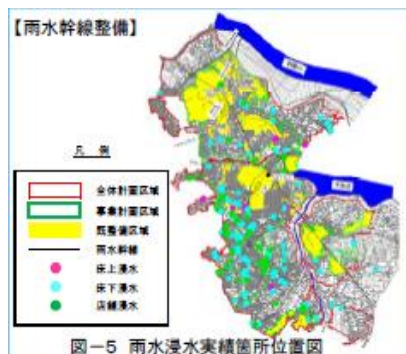 【雨水幹線整備】
凡 例
全体計画区域
事業計画区域
既整備区域
雨水幹線
床上浸水
床下浸水
店舗浸水
図－5 雨水浸水実績箇所位置図